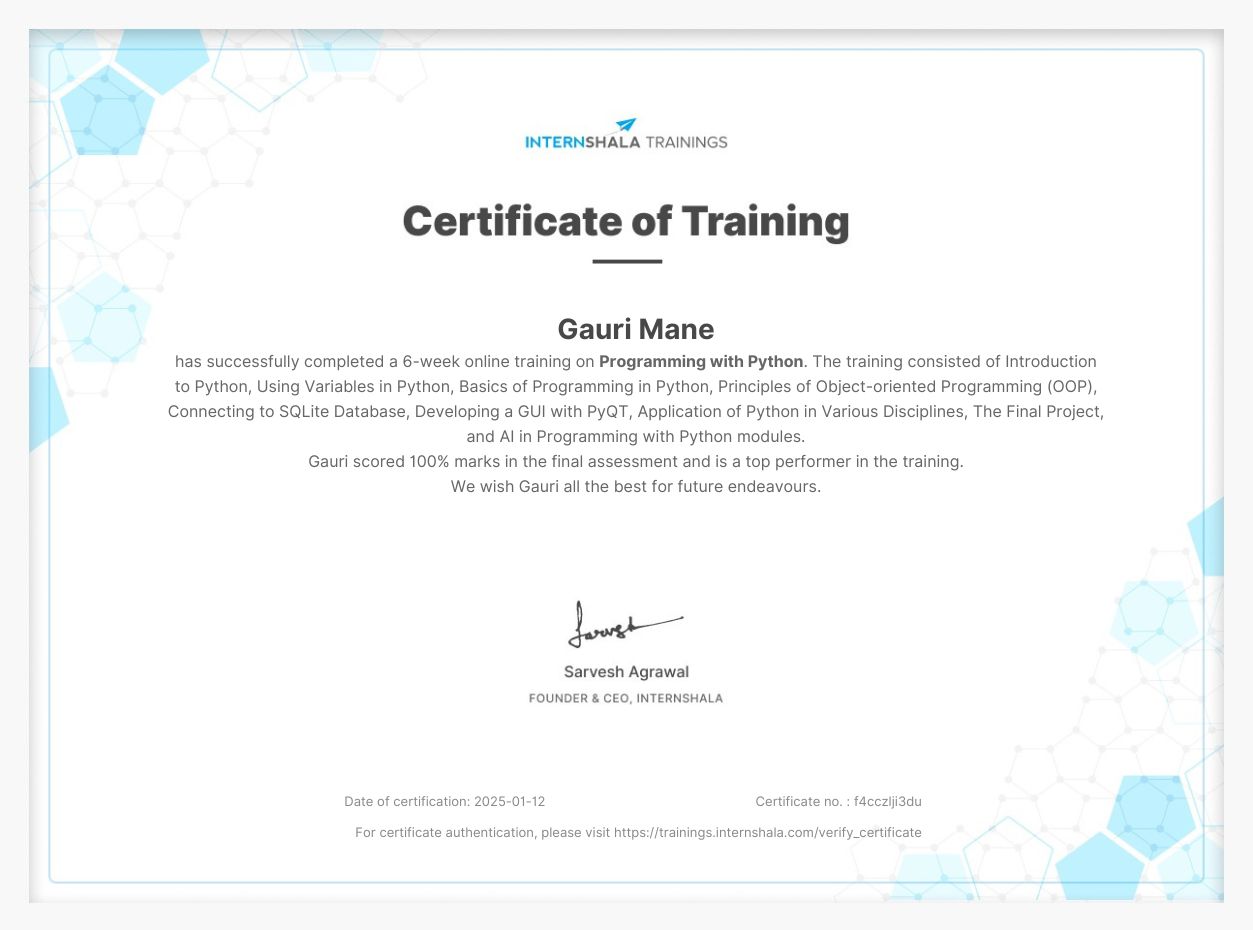 INTERNSHALA TRAININGS
Certificate of Training
Gauri Mane
has successfully completed a 6-week online training on Programming with Python. The training consisted of Introduction
to Python, Using Variables in Python, Basics of Programming in Python, Principles of Object-oriented Programming (OOP),
Connecting to SQLite Database, Developing a GUI with PyQT, Application of Python in Various Disciplines, The Final Project,
and AI in Programming with Python modules.
Gauri scored 100% marks in the final assessment and is a top performer in the training.
We wish Gauri all the best for future endeavours.
Sarvesh
Sarvesh Agrawal
FOUNDER & CEO, INTERNSHALA
Date of certification: 2025-01-12 Certificate no. : f4cczlji3du
For certificate authentication, please visit https://trainings.internshala.com/verify_certificate